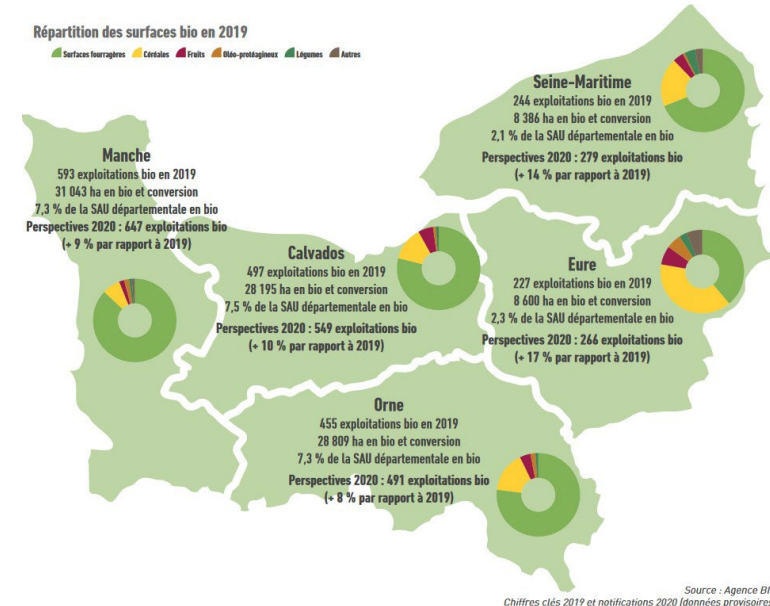 Répartition des surfaces bio en 2019
Surfaces fourragères Céréales Fruits Oléo-protéagineux Légumes Autres
Seine-Maritime
244 exploitations bio en 2019
8 386 ha en bio et conversion
2,1 % de la SAU départementale en bio
Perspectives 2020 : 279 exploitations bio
(+ 14 % par rapport à 2019)
Manche
593 exploitations bio en 2019
31 043 ha en bio et conversion
7,3 % de la SAU départementale en bio
Perspectives 2020 : 647 exploitations bio
(+ 9 % par rapport à 2019)
Calvados
497 exploitations bio en 2019
28 195 ha en bio et conversion
7,5 % de la SAU départementale en bio
Perspectives 2020 : 549 exploitations bio
(+ 10 % par rapport à 2019)
Eure
227 exploitations bio en 2019
8 600 ha en bio et conversion
2,3 % de la SAU départementale en bio
Perspectives 2020 : 266 exploitations bio
(+ 17 % par rapport à 2019)
Orne
455 exploitations bio en 2019
28 809 ha en bio et conversion
7,3 % de la SAU départementale en bio
Perspectives 2020 : 491 exploitations bio
(+ 8 % par rapport à 2019)
Source : Agence BI
Chiffres clés 2019 et notifications 2020 (données provisoires